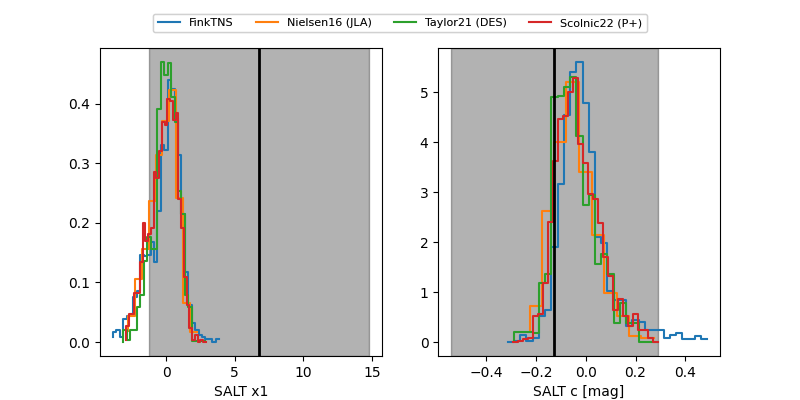 FinkTNS Nielsen16 (JLA) Taylor21 (DES) Scolnic22 (P+)
0.4
0.3
0.2
0.1
0.0
0 5 10 15
SALT x1
5
4
3
2
1
0
−0.4 −0.2 0.0 0.2 0.4
SALT c [mag]